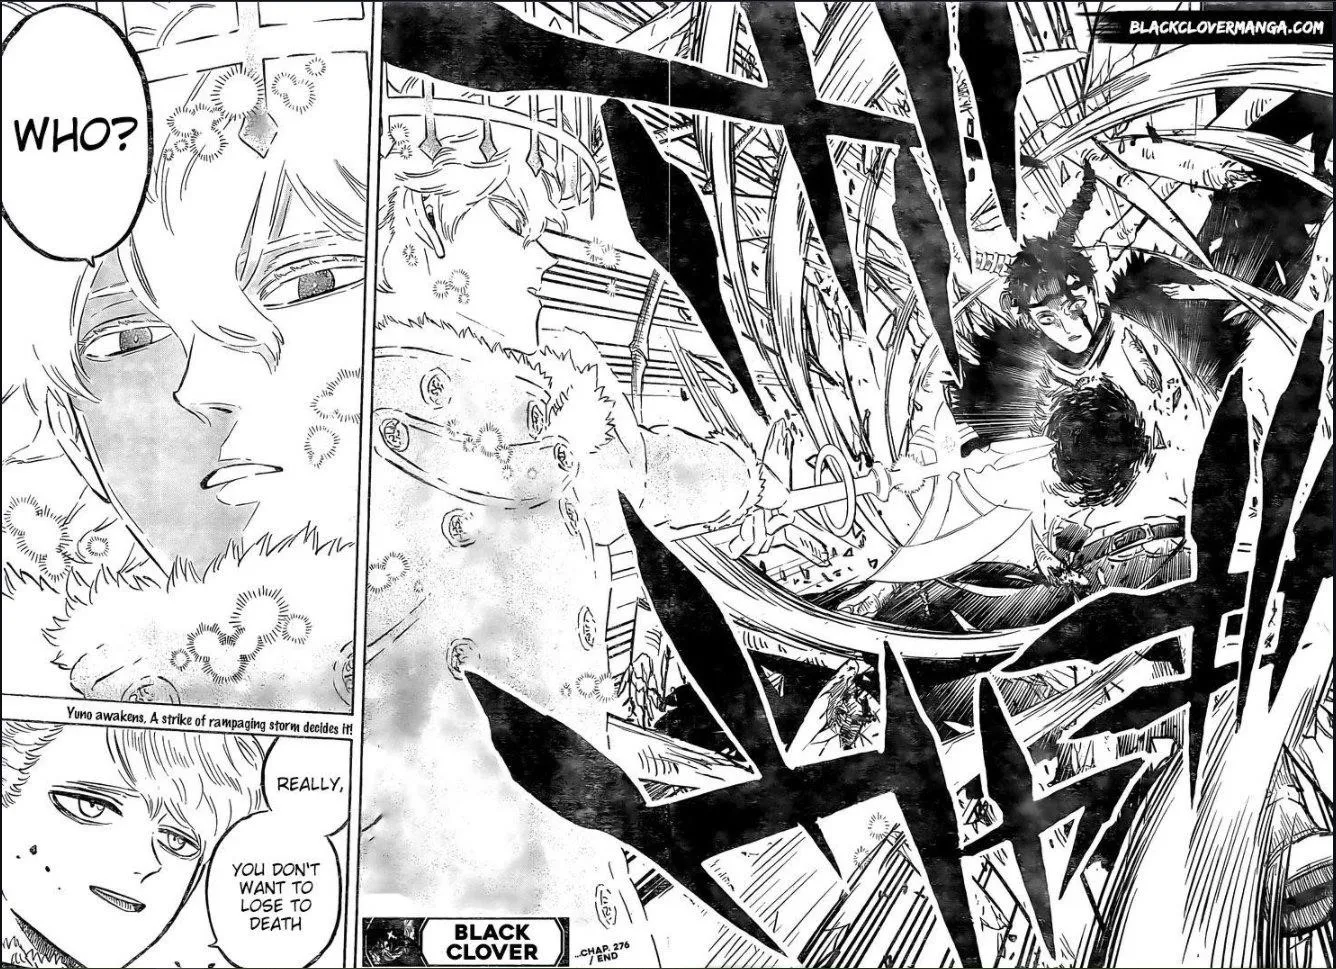 BLACKCLOVERMANGA.COM
WHO?
Yuno awakens, A strike of rampaging storm decides it!
REALLY,
YOU DON'T
WANT TO
LOSE TO
DEATH
BLACK
CLOVER
...CHAP. 276
/ END